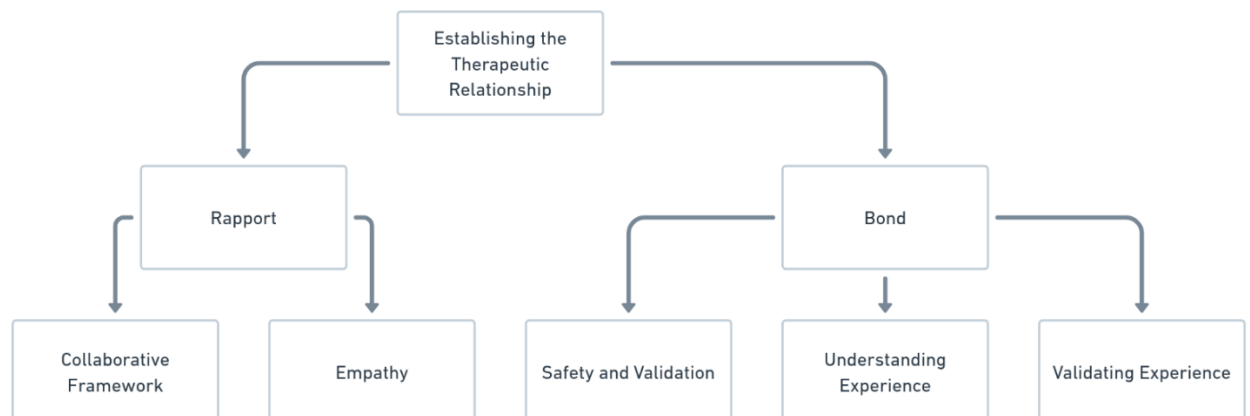 Establishing the
Therapeutic
Relationship
Rapport
Bond
Collaborative
Framework
Empathy
Safety and Validation
Understanding
Experience
Validating Experience